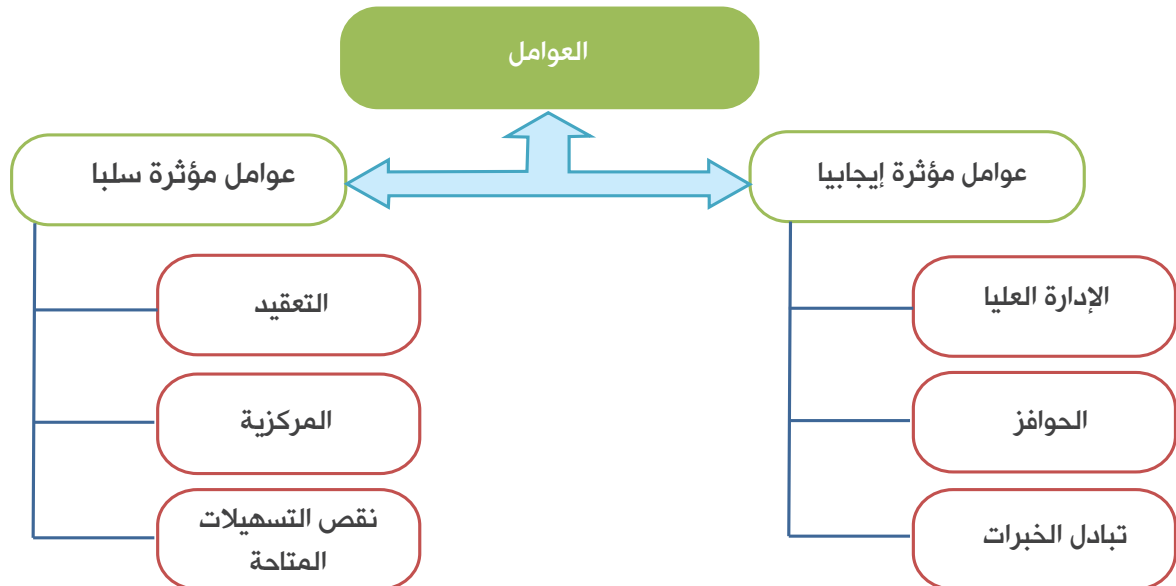 العوامل
عوامل مؤثرة إيجابيا
الإدارة العليا
الحوافز
تبادل الخبرات
عوامل مؤثرة سلبا
التعقيد
المركزية
نقص التسهيلات
المتاحة